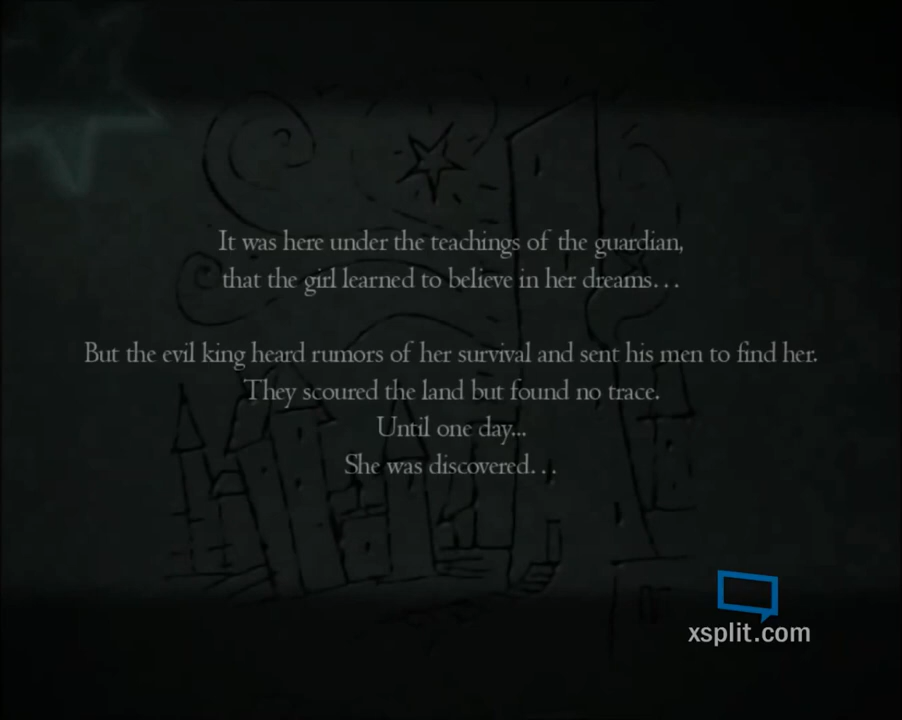 It was here under the teachings of the guardian,
that the girl learned to believe in her dreams...
But the evil king heard rumors of her survival and sent his men to find her.
They scoured the land but found no trace.
Until one day...
She was discovered...
xsplit.com